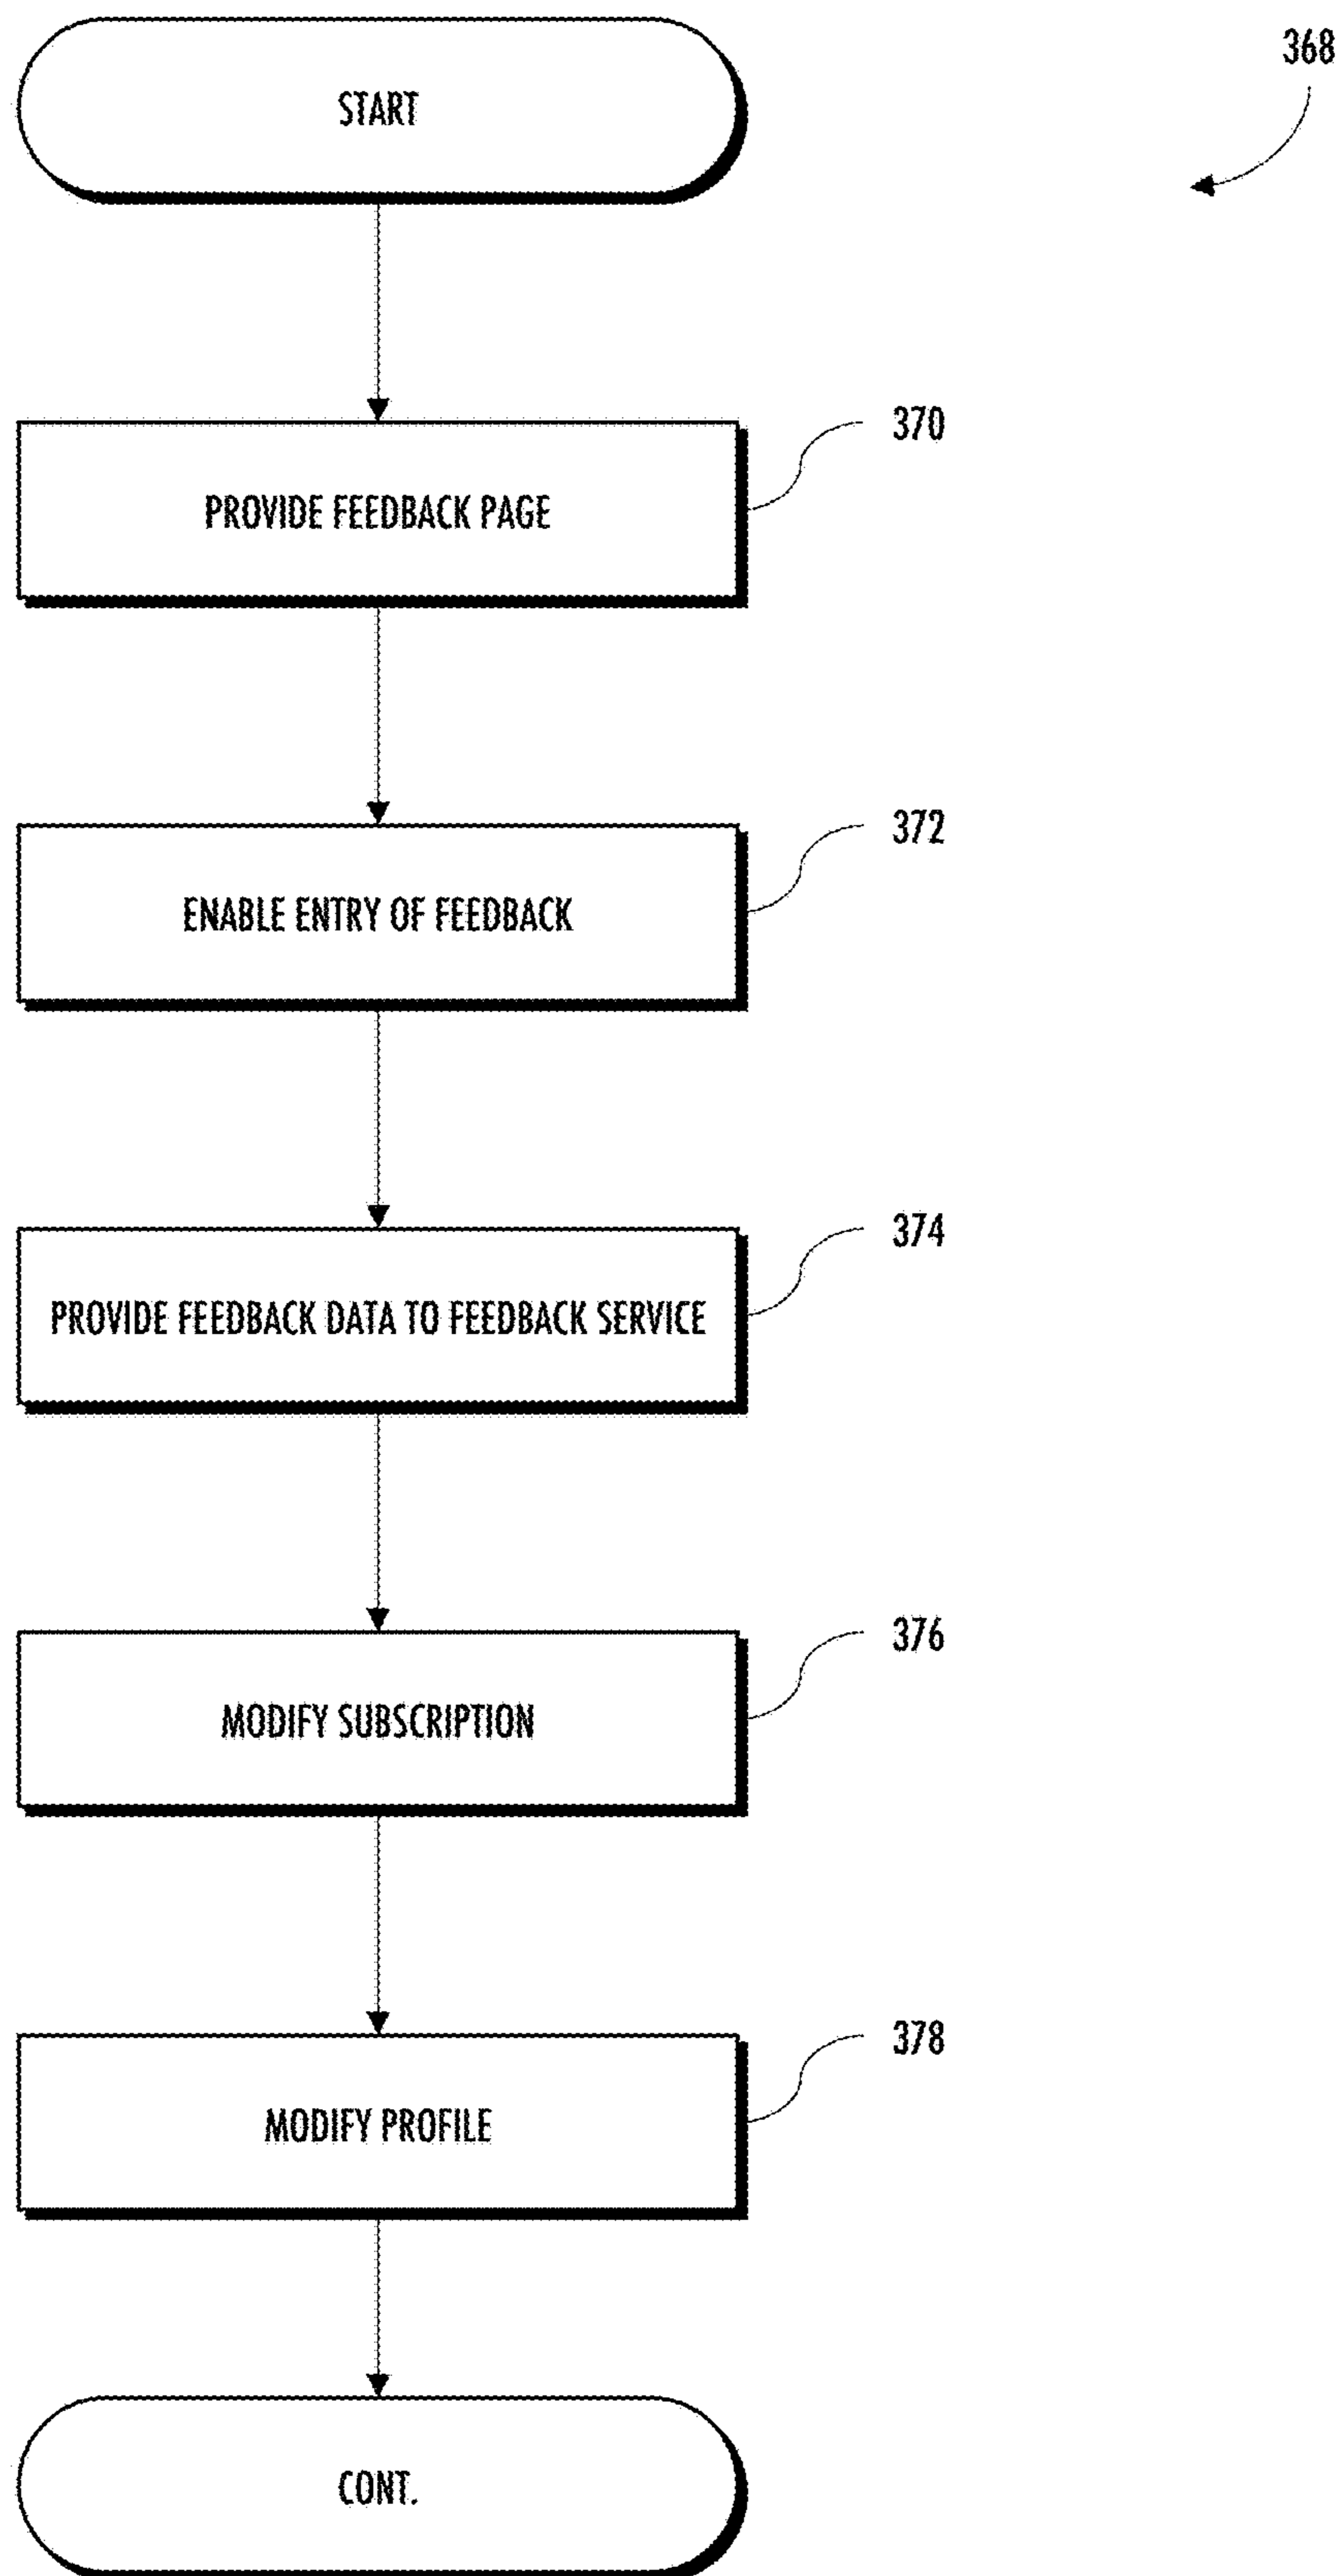 START
368
PROVIDE FEEDBACK PAGE
370
ENABLE ENTRY OF FEEDBACK
372
PROVIDE FEEDBACK DATA TO FEEDBACK SERVICE
374
MODIFY SUBSCRIPTION
376
MODIFY PROFILE
378
CONT.